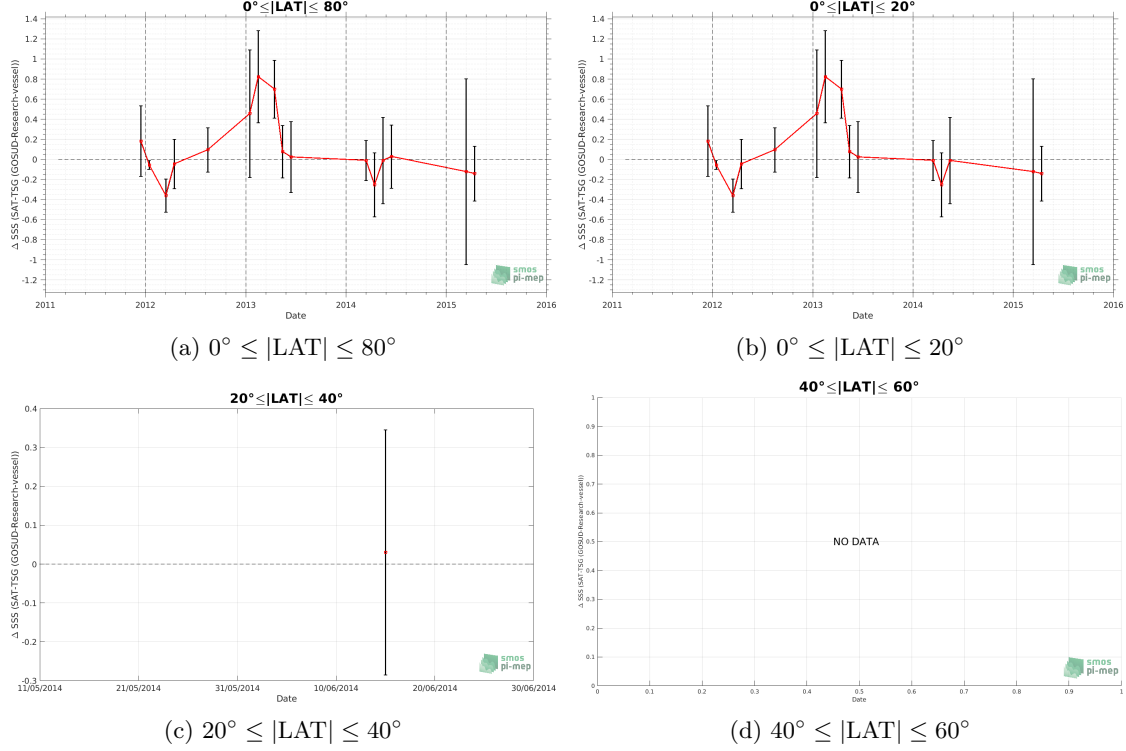 0°≤|LAT|≤ 80°
Δ SSS (SAT-TSG (GOSUD-Research-vessel))
1.4
1.2
1
0.8
0.6
0.4
0.2
0
-0.2
-0.4
-0.6
-0.8
-1
-1.2
2011 2012 2013 2014 2015 2016
Date
smos
pi-mep
(a) 0° ≤ |LAT| ≤ 80°
0°≤|LAT|≤ 20°
Δ SSS (SAT-TSG (GOSUD-Research-vessel))
1.4
1.2
1
0.8
0.6
0.4
0.2
0
-0.2
-0.4
-0.6
-0.8
-1
-1.2
2011 2012 2013 2014 2015 2016
Date
smos
pi-mep
(b) 0° ≤ |LAT| ≤ 20°
20°≤|LAT|≤ 40°
Δ SSS (SAT-TSG (GOSUD-Research-vessel))
0.4
0.3
0.2
0.1
0
-0.1
-0.2
-0.3
11/05/2014 21/05/2014 31/05/2014 10/06/2014 20/06/2014 30/06/2014
Date
smos
pi-mep
(c) 20° ≤ |LAT| ≤ 40°
40°≤|LAT|≤ 60°
Δ SSS (SAT-TSG (GOSUD-Research-vessel))
1
0.9
0.8
0.7
0.6
0.5
0.4
0.3
0.2
0.1
0
NO DATA
0 0.1 0.2 0.3 0.4 0.5 0.6 0.7 0.8 0.9 1
Date
smos
pi-mep
(d) 40° ≤ |LAT| ≤ 60°